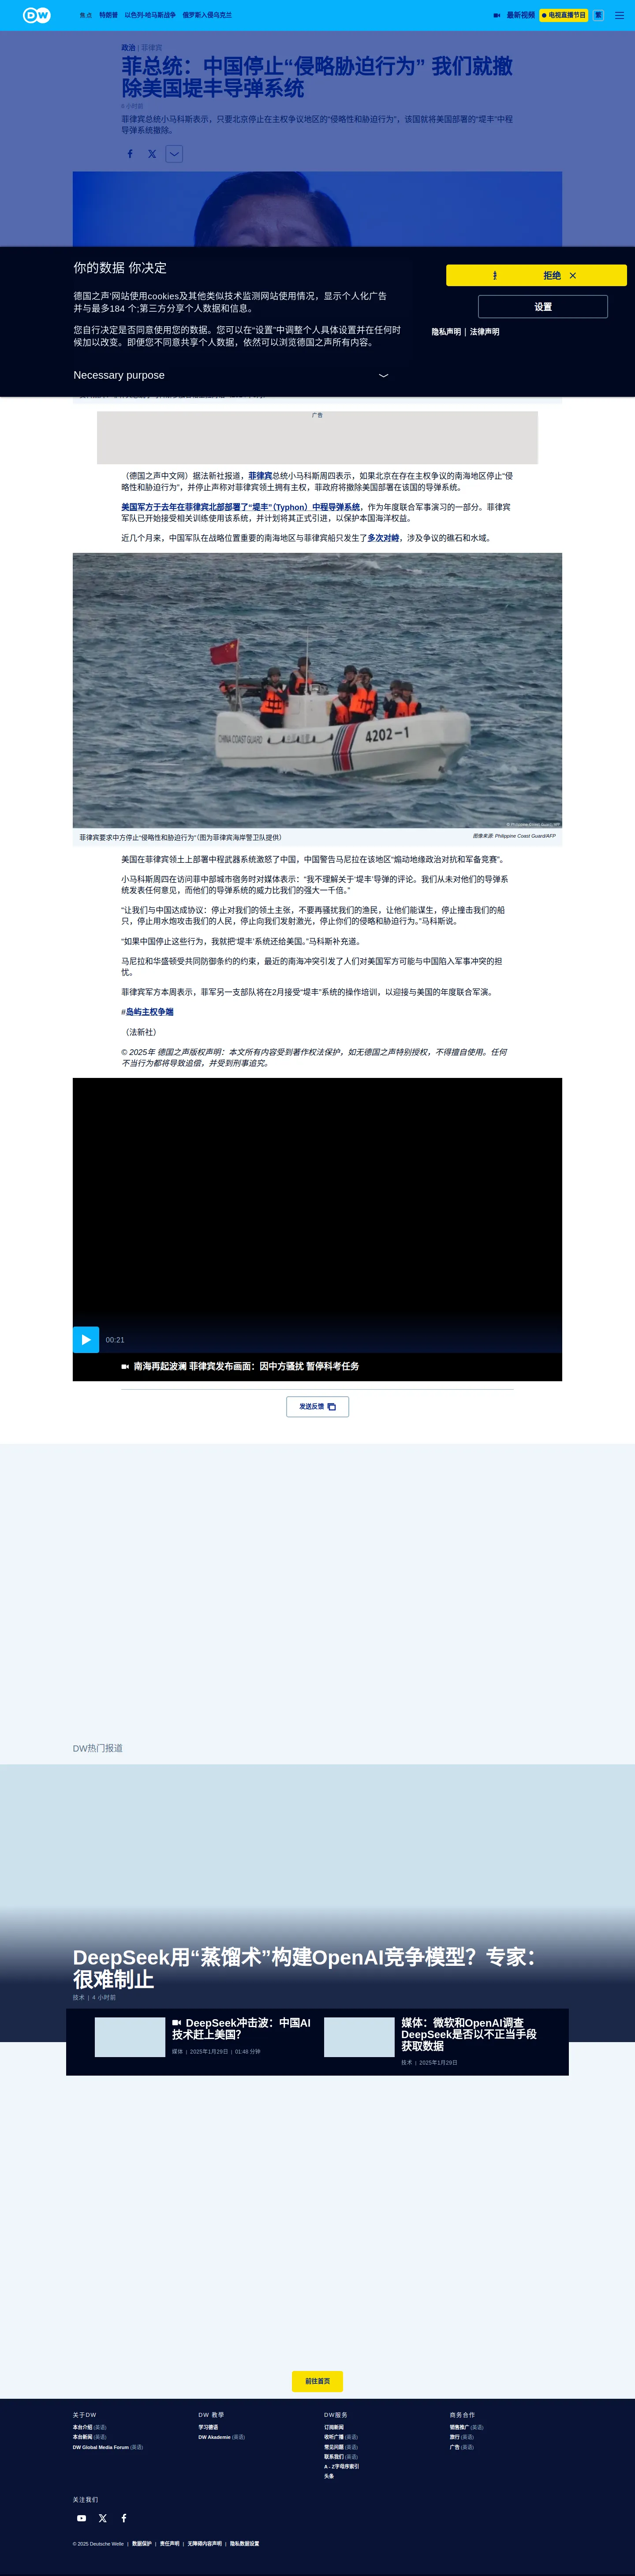 DW
焦点 特朗普 以色列-哈马斯战争 俄罗斯入侵乌克兰
最新视频 电视直播节目 繁
政治 | 菲律宾
菲总统：中国停止“侵略胁迫行为” 我们就撤
除美国堤丰导弹系统
菲律宾总统小马科斯表示，只要北京停止在主权争议地区的“侵略性和胁迫行为”，该国就将美国部署的“堤丰”中程
导弹系统撤除。
你的数据 你决定
拒绝
德国之声‘网站使用cookies及其他类似技术监测网站使用情况，显示个人化广告
并与最多184 个;第三方分享个人数据和信息。
设置
您自行决定是否同意使用您的数据。您可以在“设置”中调整个人具体设置并在任何时
候加以改变。即便您不同意共享个人数据，依然可以浏览德国之声所有内容。
隐私声明 | 法律声明
Necessary purpose
广告
（德国之声中文网）据法新社报道，菲律宾总统小马科斯周四表示，如果北京在存在主权争议的南海地区停止“侵
略性和胁迫行为”，并停止声称对菲律宾领土拥有主权，菲政府将撤除美国部署在该国的导弹系统。
美国军方于去年在菲律宾北部部署了“堤丰”（Typhon）中程导弹系统，作为年度联合军事演习的一部分。菲律宾
军队已开始接受相关训练使用该系统，并计划将其正式引进，以保护本国海洋权益。
近几个月来，中国军队在战略位置重要的南海地区与菲律宾船只发生了多次对峙，涉及争议的礁石和水域。
CHINA COAST GUARD 4202-1
菲律宾要求中方停止“侵略性和胁迫行为”（图为菲律宾海岸警卫队提供）
图像来源: Philippine Coast Guard/AFP
美国在菲律宾领土上部署中程武器系统激怒了中国，中国警告马尼拉在该地区“煽动地缘政治对抗和军备竞赛”。
小马科斯周四在访问菲中部城市宿务时对媒体表示：“我不理解关于‘堤丰’导弹的评论。我们从未对他们的导弹系
统发表任何意见，而他们的导弹系统的威力比我们的强大一千倍。”
“让我们与中国达成协议：停止对我们的领土主张，不要再骚扰我们的渔民，让他们能谋生，停止撞击我们的船
只，停止用水炮攻击我们的人民，停止向我们发射激光，停止你们的侵略和胁迫行为。”马科斯说。
“如果中国停止这些行为，我就把‘堤丰’系统还给美国。”马科斯补充道。
马尼拉和华盛顿受共同防御条约的约束，最近的南海冲突引发了人们对美国军方可能与中国陷入军事冲突的担
忧。
菲律宾军方本周表示，菲军另一支部队将在2月接受“堤丰”系统的操作培训，以迎接与美国的年度联合军演。
#岛屿主权争端
（法新社）
© 2025年 德国之声版权声明：本文所有内容受到著作权法保护，如无德国之声特别授权，不得擅自使用。任何
不当行为都将导致追偿，并受到刑事追究。
00:21
南海再起波澜 菲律宾发布画面：因中方骚扰 暂停科考任务
发送反馈
DW热门报道
DeepSeek用“蒸馏术”构建OpenAI竞争模型？专家：
很难制止
技术 | 4 小时前
DeepSeek冲击波：中国AI
技术赶上美国？
媒体 | 2025年1月29日 | 01:48 分钟
媒体：微软和OpenAI调查
DeepSeek是否以不正当手段
获取数据
技术 | 2025年1月29日
前往首页
关于DW
本台介绍 (英语)
本台新闻 (英语)
DW Global Media Forum (英语)
DW 教學
学习德语
DW Akademie (英语)
DW服务
订阅新闻
收听广播 (英语)
常见问题 (英语)
联系我们 (英语)
A - Z字母序索引
头条
商务合作
销售推广 (英语)
旅行 (英语)
广告 (英语)
关注我们
© 2025 Deutsche Welle | 数据保护 | 责任声明 | 无障碍内容声明 | 隐私数据设置